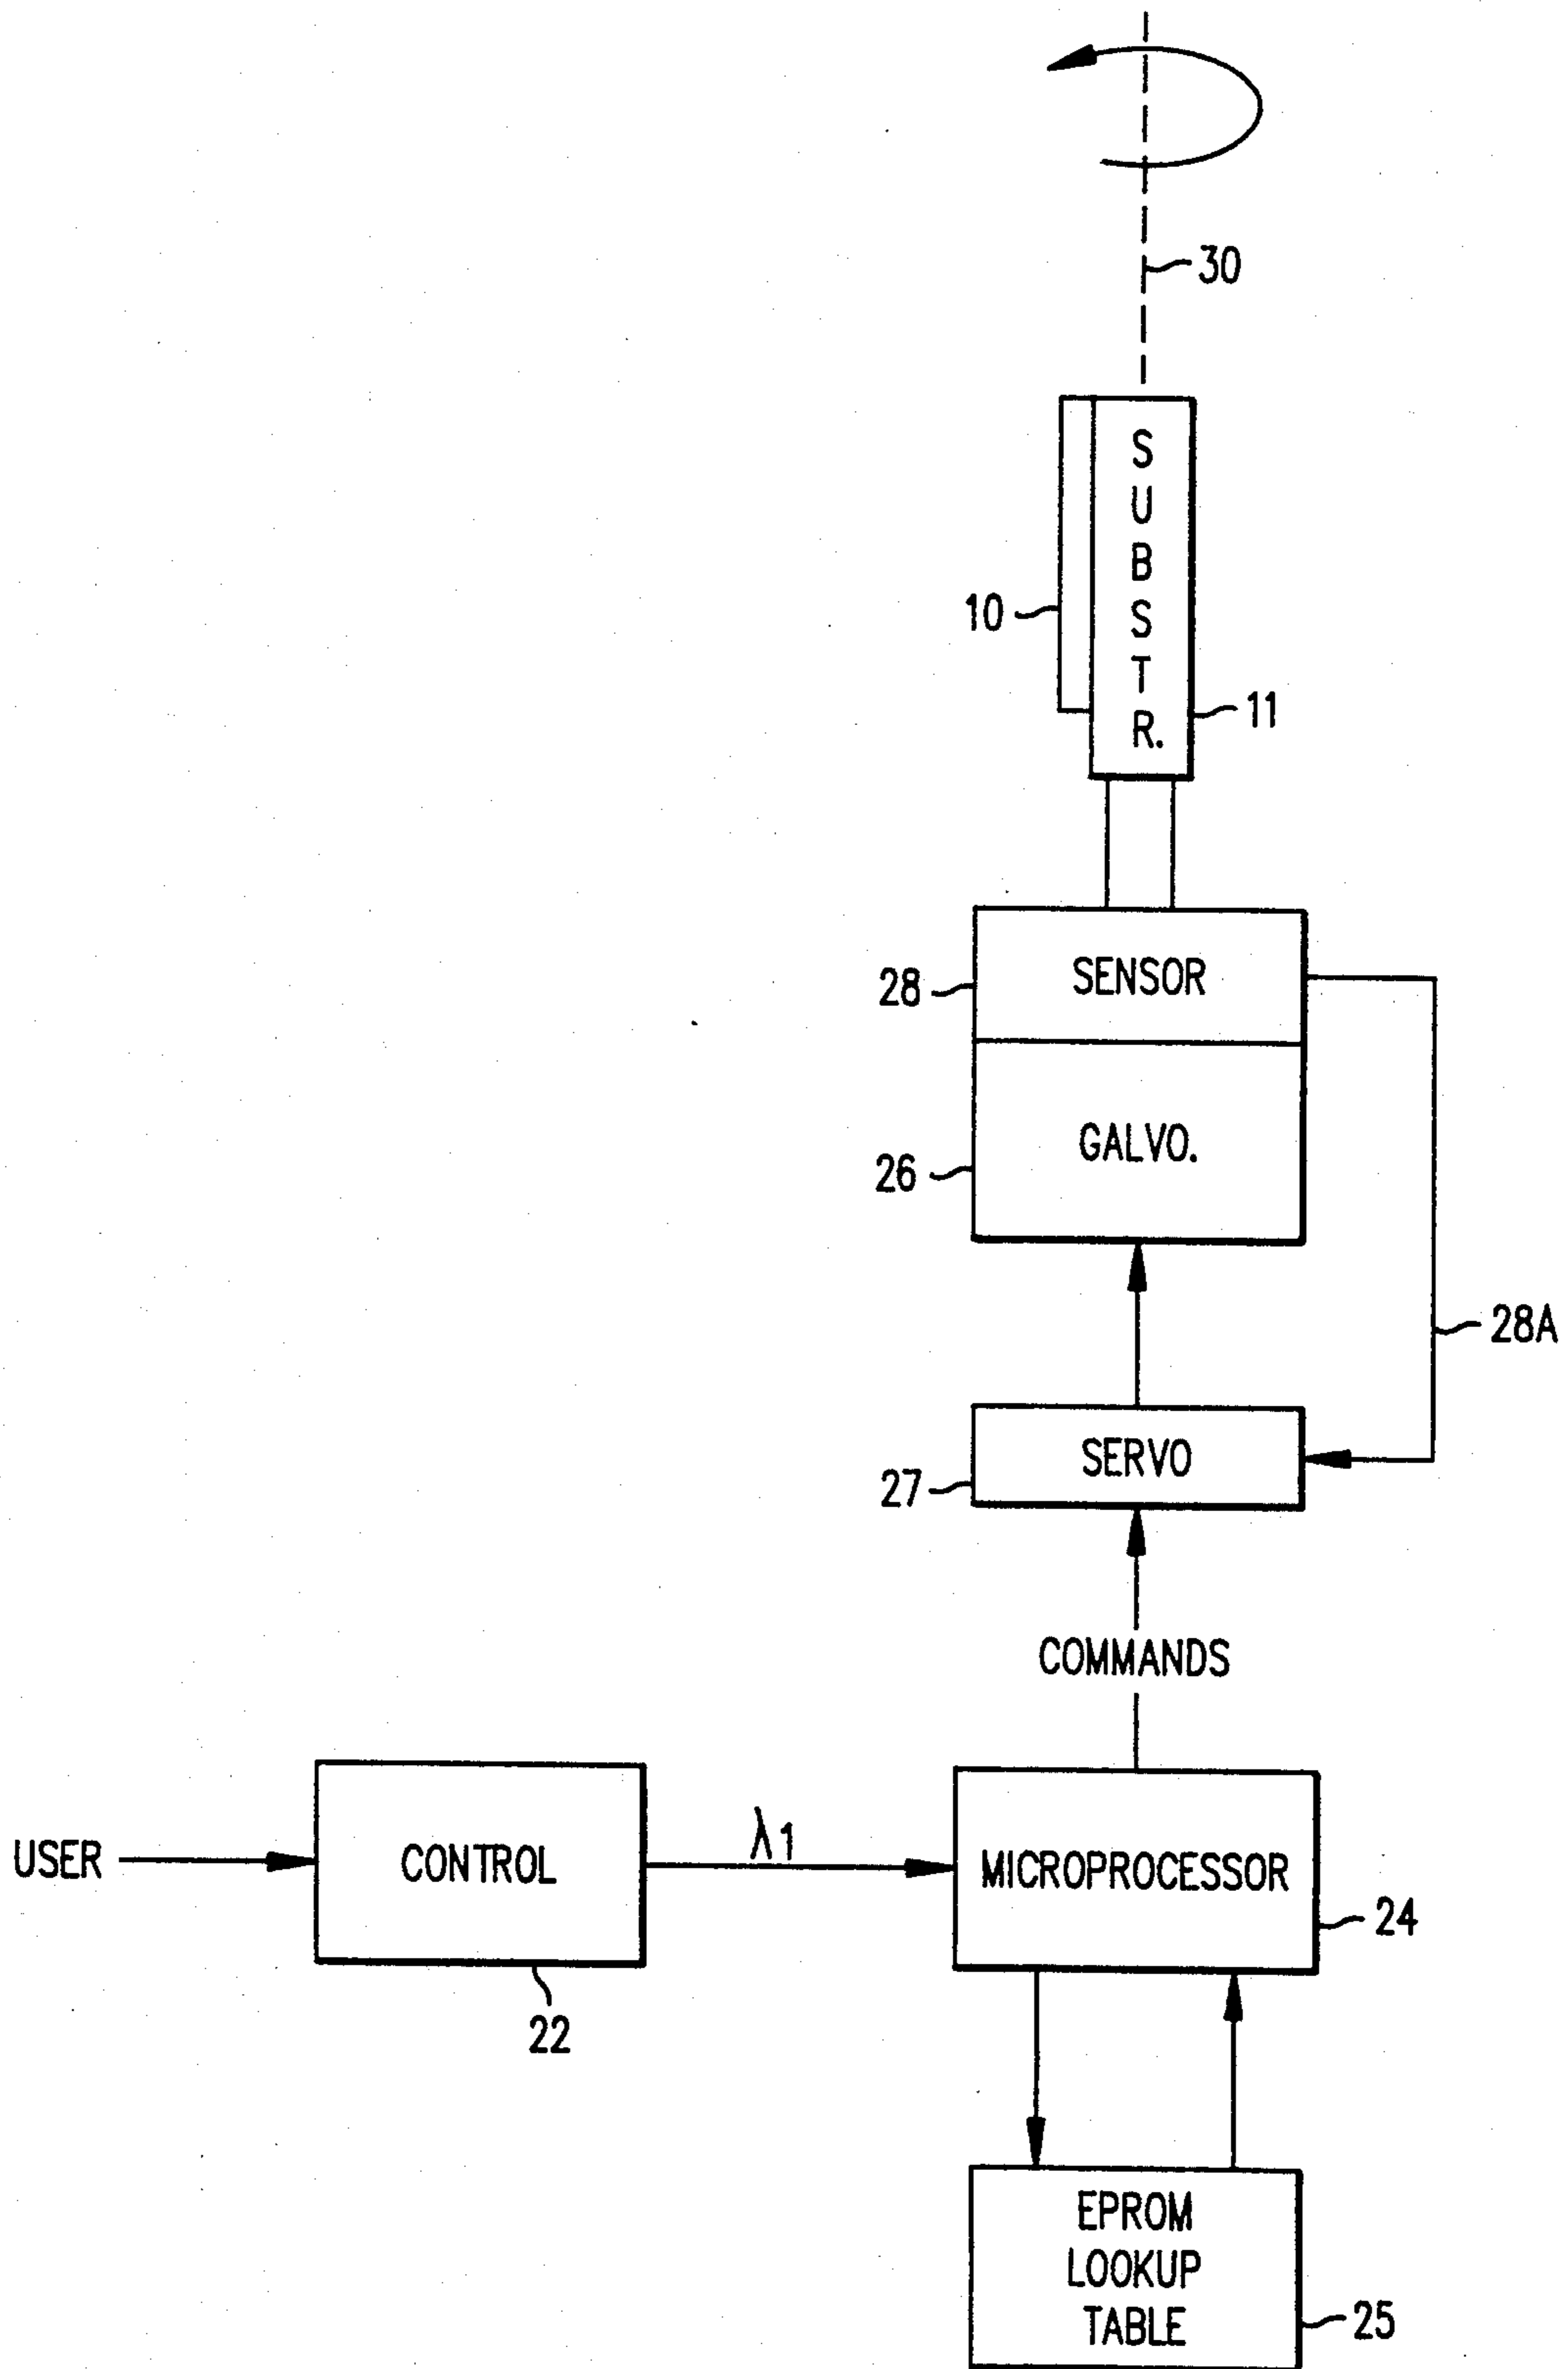 30
S
U
B
S
T
R.
10
11
SENSOR
28
GALVO.
26
28A
SERVO
27
COMMANDS
USER
CONTROL
λ1
MICROPROCESSOR
24
22
EPROM
LOOKUP
TABLE
25